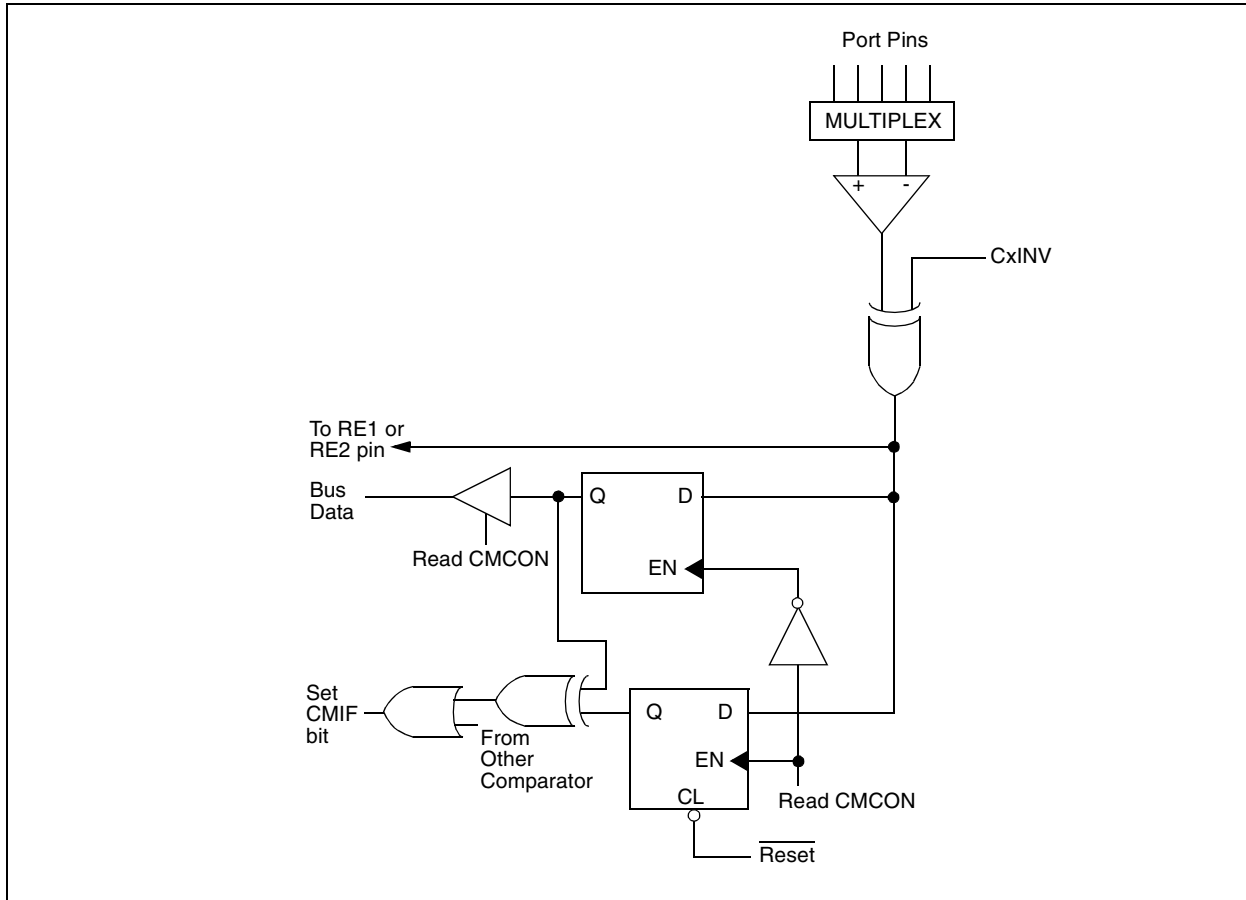 Port Pins
MULTIPLEX
+ -
CxINV
To RE1 or
RE2 pin
Bus
Data
Q D
EN
Read CMCON
Set
CMIF
bit
From
Other
Comparator
Q D
EN
CL
Read CMCON
Reset